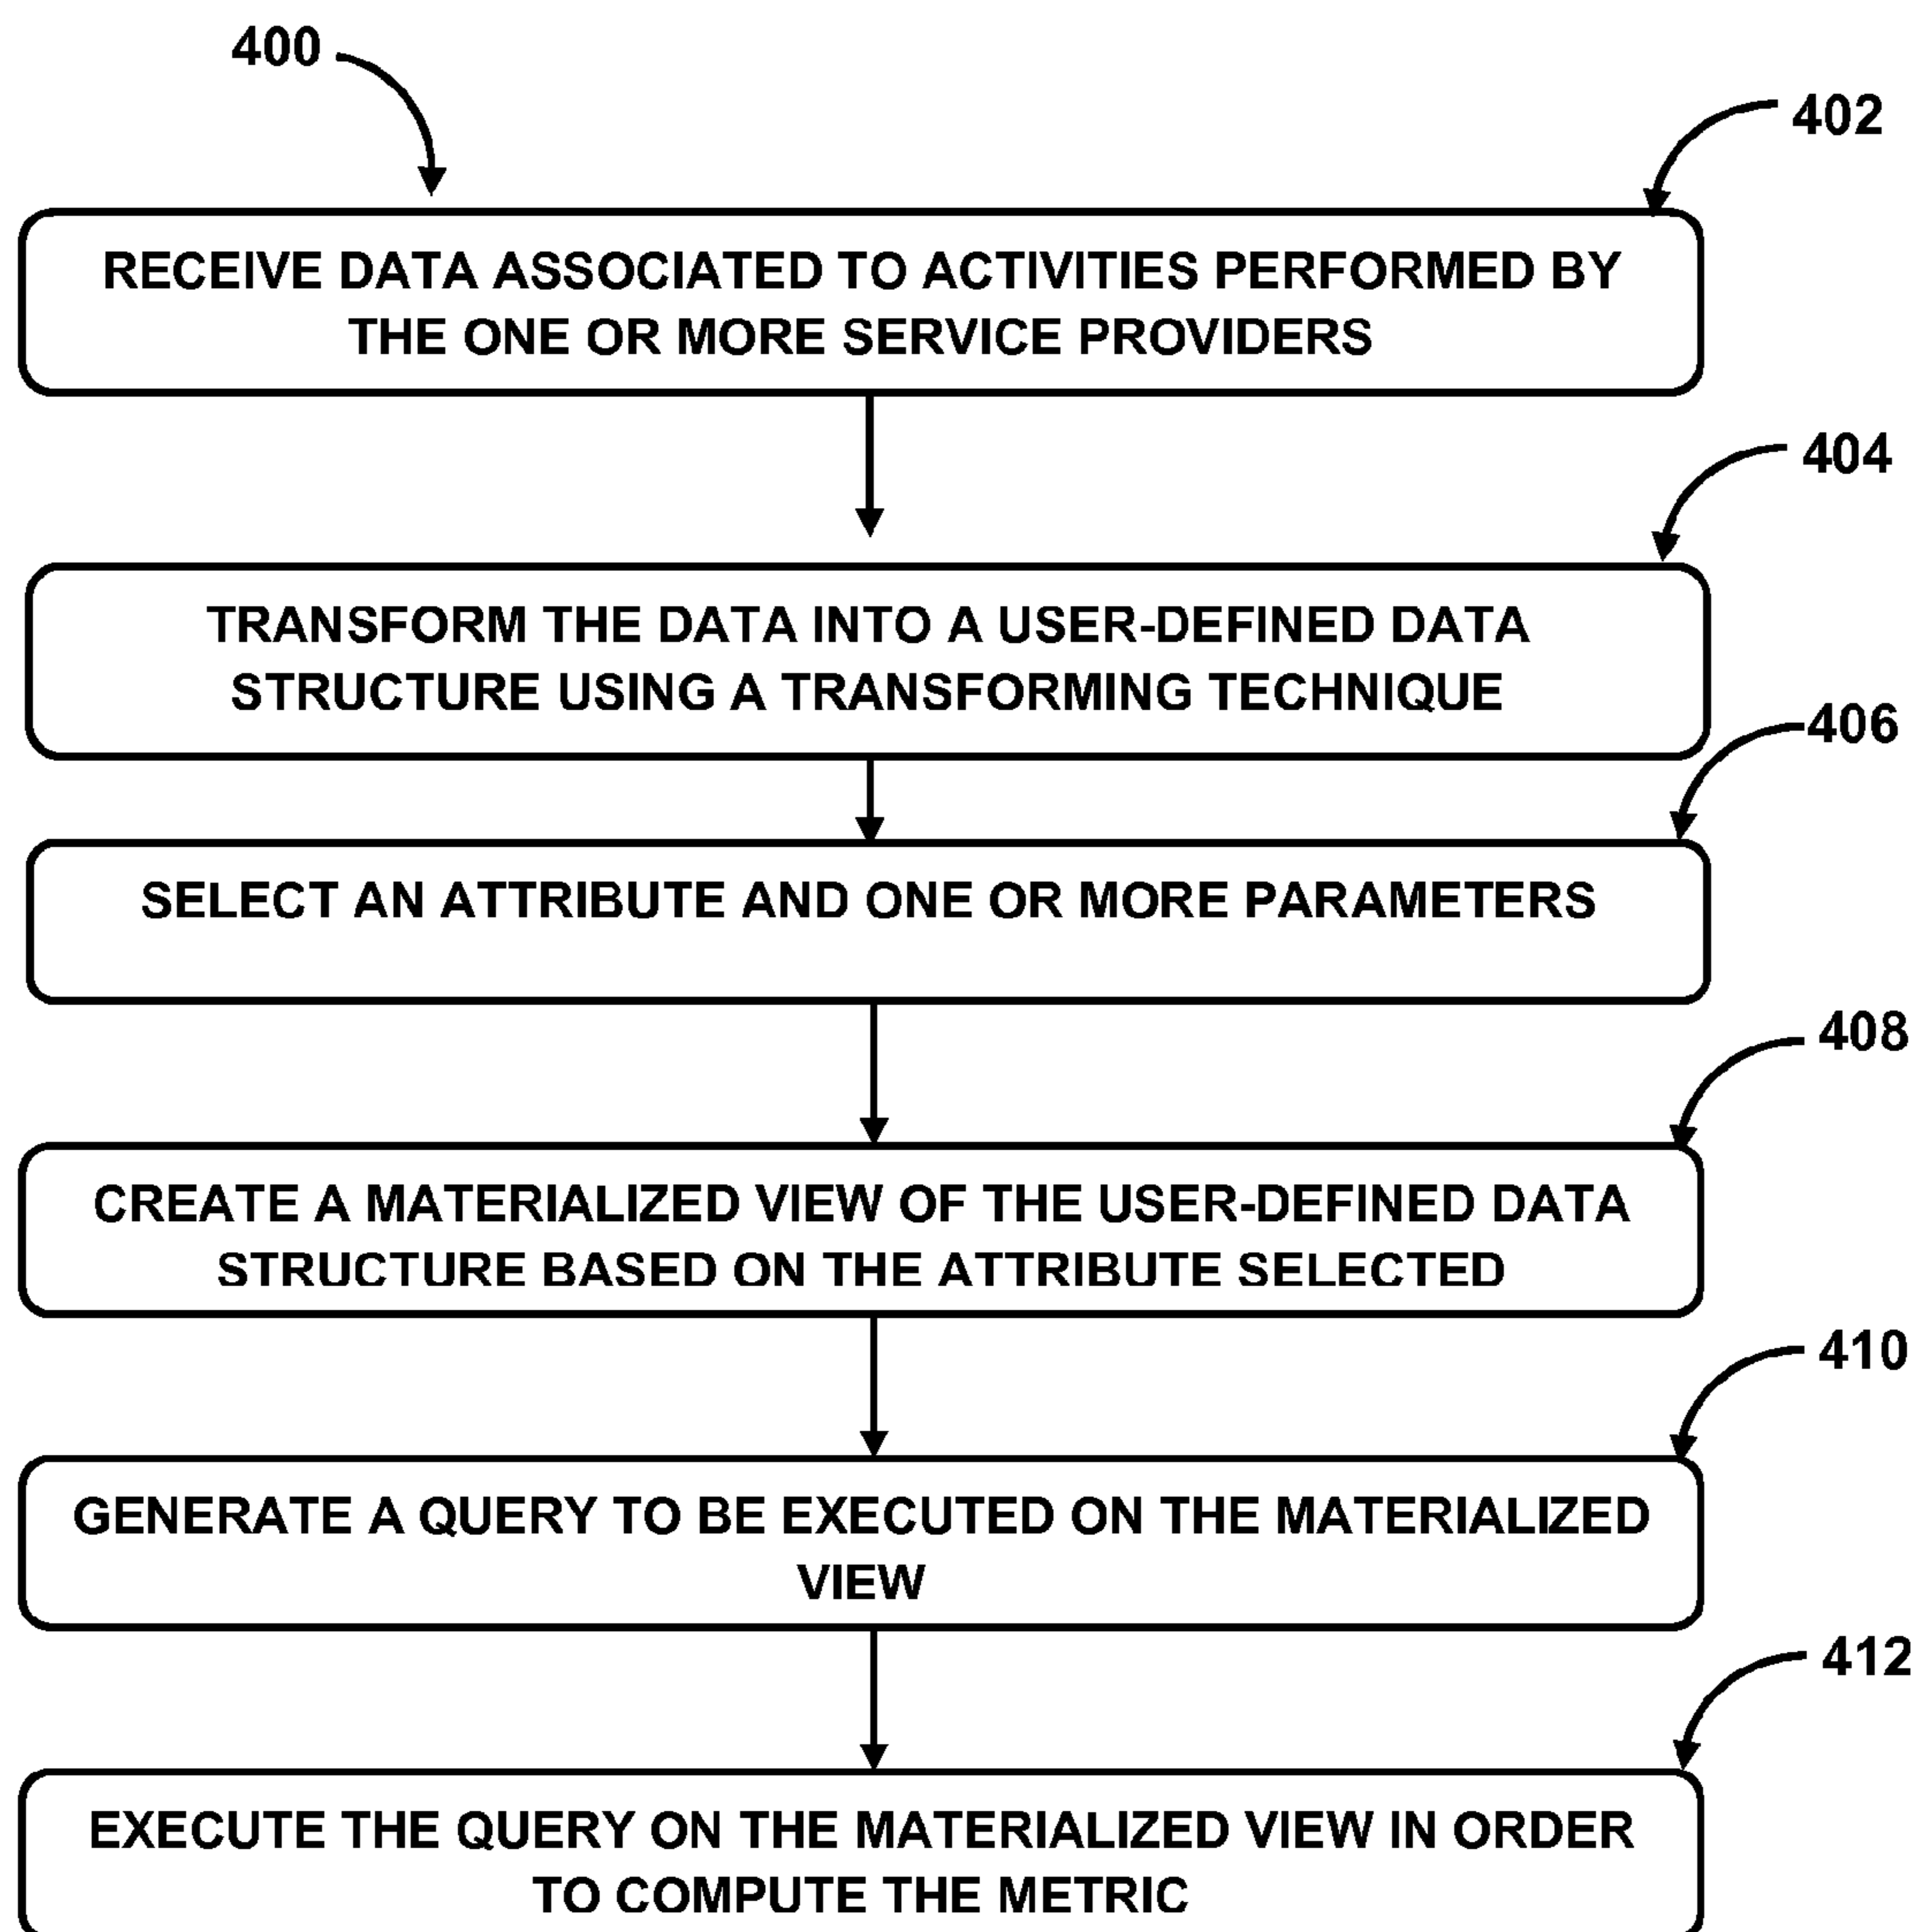 400
402
RECEIVE DATA ASSOCIATED TO ACTIVITIES PERFORMED BY
THE ONE OR MORE SERVICE PROVIDERS
404
TRANSFORM THE DATA INTO A USER-DEFINED DATA
STRUCTURE USING A TRANSFORMING TECHNIQUE
406
SELECT AN ATTRIBUTE AND ONE OR MORE PARAMETERS
408
CREATE A MATERIALIZED VIEW OF THE USER-DEFINED DATA
STRUCTURE BASED ON THE ATTRIBUTE SELECTED
410
GENERATE A QUERY TO BE EXECUTED ON THE MATERIALIZED
VIEW
412
EXECUTE THE QUERY ON THE MATERIALIZED VIEW IN ORDER
TO COMPUTE THE METRIC